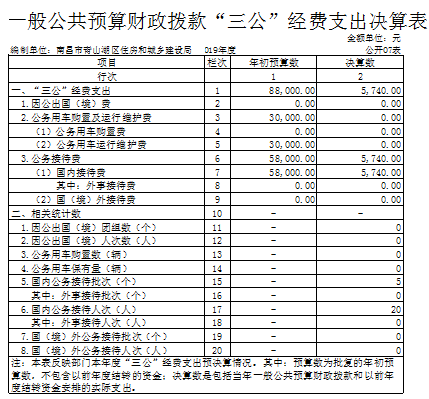 一般公共预算财政拨款“三公”经费支出决算表
金额单位：元
编制单位：南昌市青山湖区住房和城乡建设局 019年度 公开07表
项目 栏次 年初预算数 决算数
行次 1 2
一、“三公”经费支出 1 88,000.00 5,740.00
1.因公出国（境）费 2 0.00 0.00
2.公务用车购置及运行维护费 3 30,000.00 0.00
（1）公务用车购置费 4 0.00 0.00
（2）公务用车运行维护费 5 30,000.00 0.00
3.公务接待费 6 58,000.00 5,740.00
（1）国内接待费 7 58,000.00 5,740.00
其中：外事接待费 8 0.00 0.00
（2）国（境）外接待费 9 0.00 0.00
二、相关统计数 10 – –
1.因公出国（境）团组数（个） 11 – 0
2.因公出国（境）人次数（人） 12 – 0
3.公务用车购置数（辆） 13 – 0
4.公务用车保有量（辆） 14 – 0
5.国内公务接待批次（个） 15 – 5
其中：外事接待批次（个） 16 – 0
6.国内公务接待人次（人） 17 – 20
其中：外事接待人次（人） 18 – 0
7.国（境）外公务接待批次（个） 19 – 0
8.国（境）外公务接待人次（人） 20 – 0
注：本表反映部门本年度“三公”经费支出预决算情况。其中：预算数为批复的年初预
算数，不包含以前年度结转的资金；决算数是包括当年一般公共预算财政拨款和以前年
度结转资金安排的实际支出。